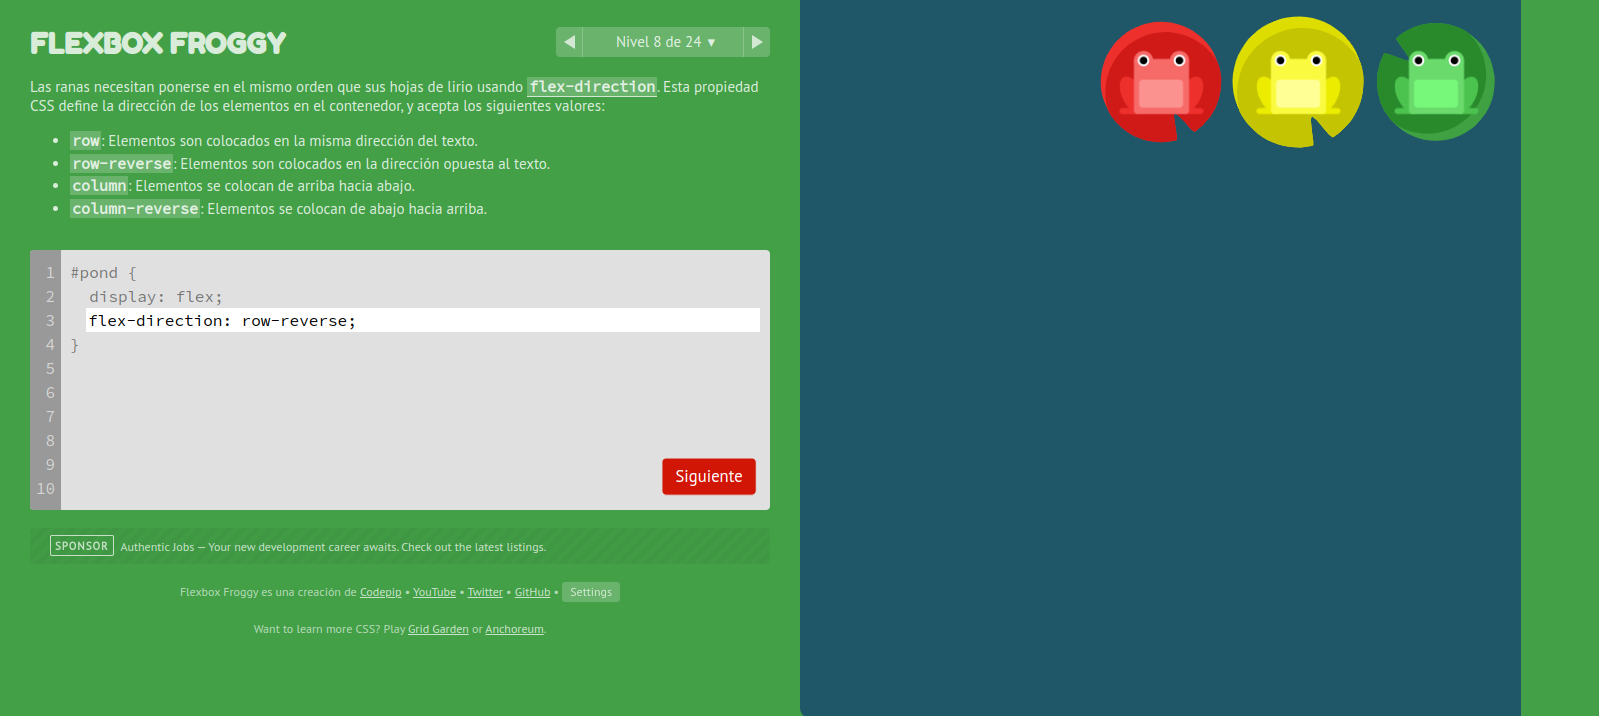 FLEXBOX FROGGY
◀ Nivel 8 de 24 ▼ ▶
Las ranas necesitan ponerse en el mismo orden que sus hojas de lirio usando flex-direction. Esta propiedad
CSS define la dirección de los elementos en el contenedor, y acepta los siguientes valores:
• row: Elementos son colocados en la misma dirección del texto.
• row-reverse: Elementos son colocados en la dirección opuesta al texto.
• column: Elementos se colocan de arriba hacia abajo.
• column-reverse: Elementos se colocan de abajo hacia arriba.
1 #pond {
2 display: flex;
3 flex-direction: row-reverse;
4 }
5
6
7
8
9
10
Siguiente
SPONSOR Authentic Jobs — Your new development career awaits. Check out the latest listings.
Flexbox Froggy es una creación de Codepip • YouTube • Twitter • GitHub • Settings
Want to learn more CSS? Play Grid Garden or Anchoreum.